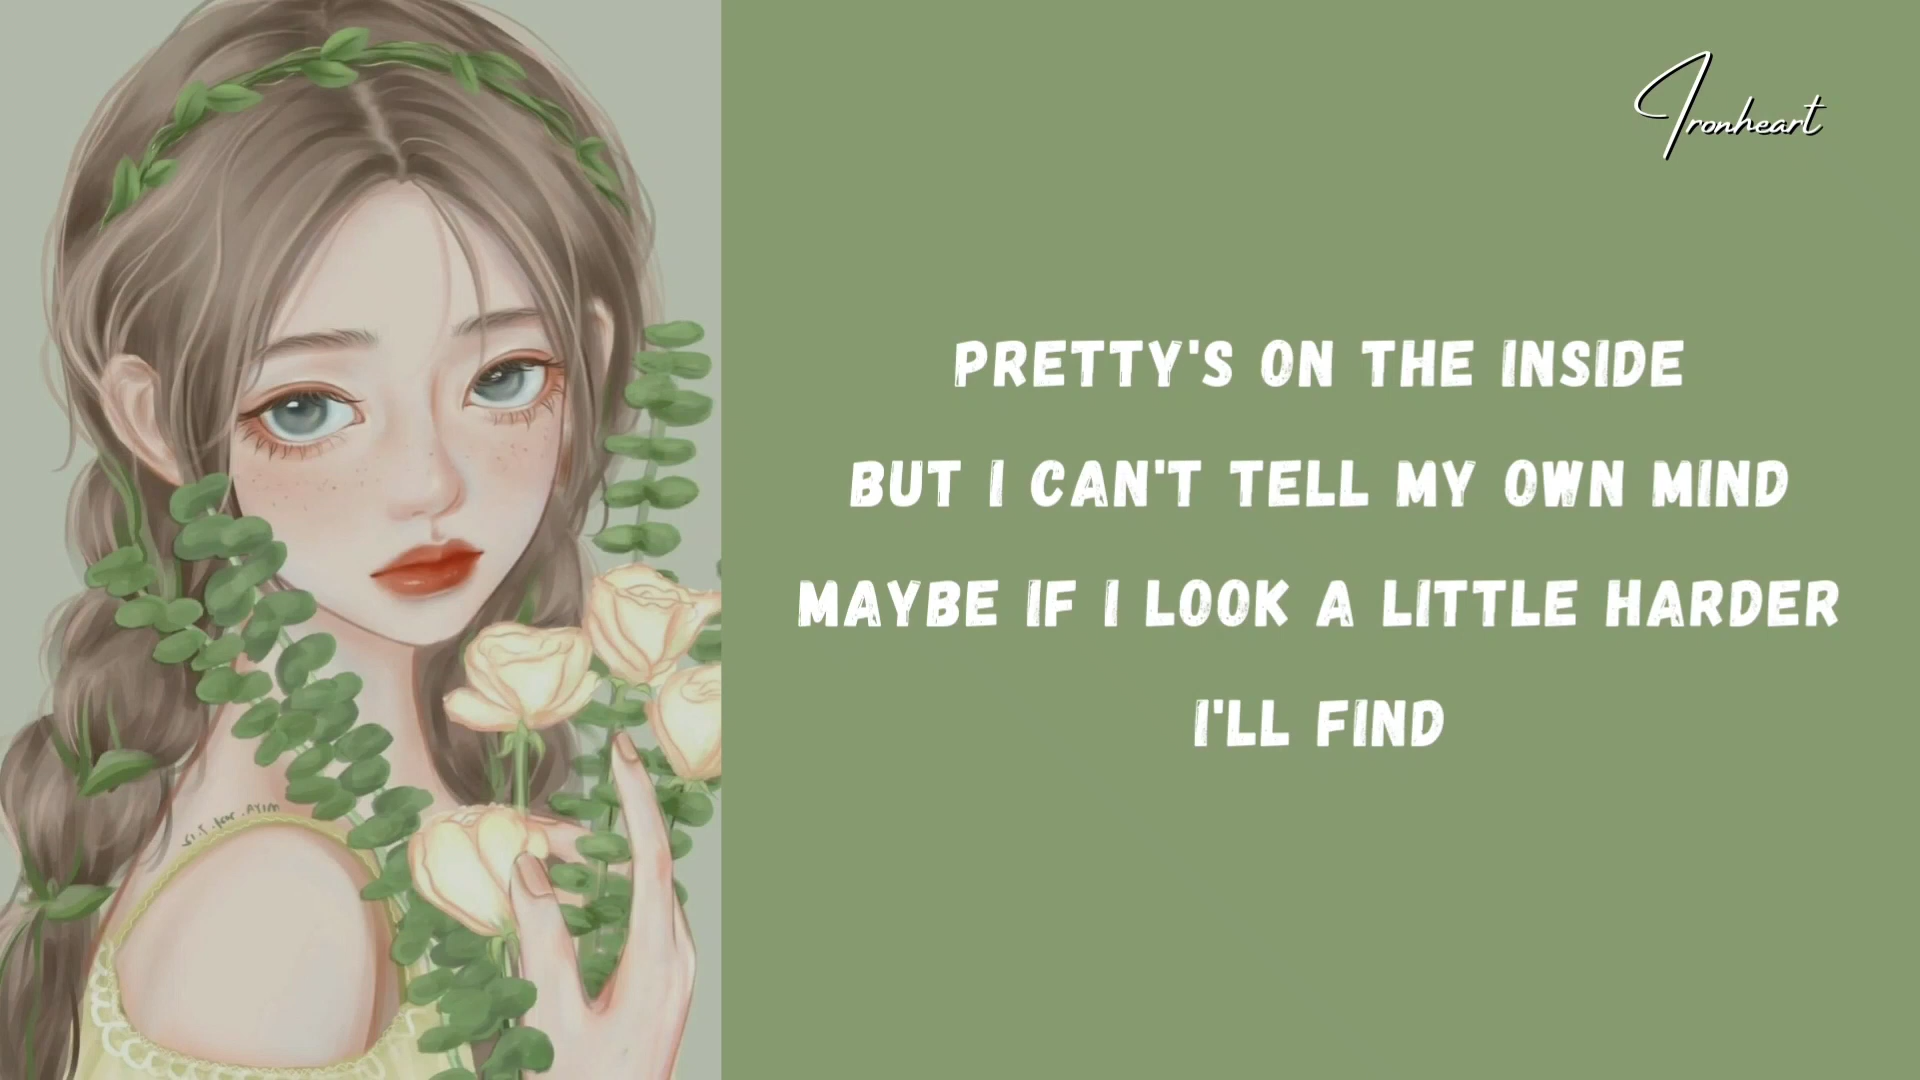 Ironheart
PRETTY'S ON THE INSIDE
BUT I CAN'T TELL MY OWN MIND
MAYBE IF I LOOK A LITTLE HARDER
I'LL FIND